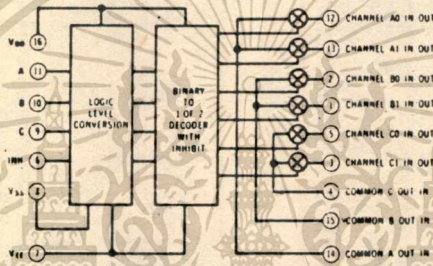 VDD 16
A 11
B 10
C 9
INH 6
VSS 8
VEE 7
LOGIC
LEVEL
CONVERSION
BINARY
TO
1 OF 2
DECODER
WITH
INHIBIT
12 CHANNEL A0 IN OUT
13 CHANNEL A1 IN OUT
2 CHANNEL B0 IN OUT
1 CHANNEL B1 IN OUT
5 CHANNEL C0 IN OUT
3 CHANNEL C1 IN OUT
4 COMMON C OUT IN
15 COMMON B OUT IN
14 COMMON A OUT IN